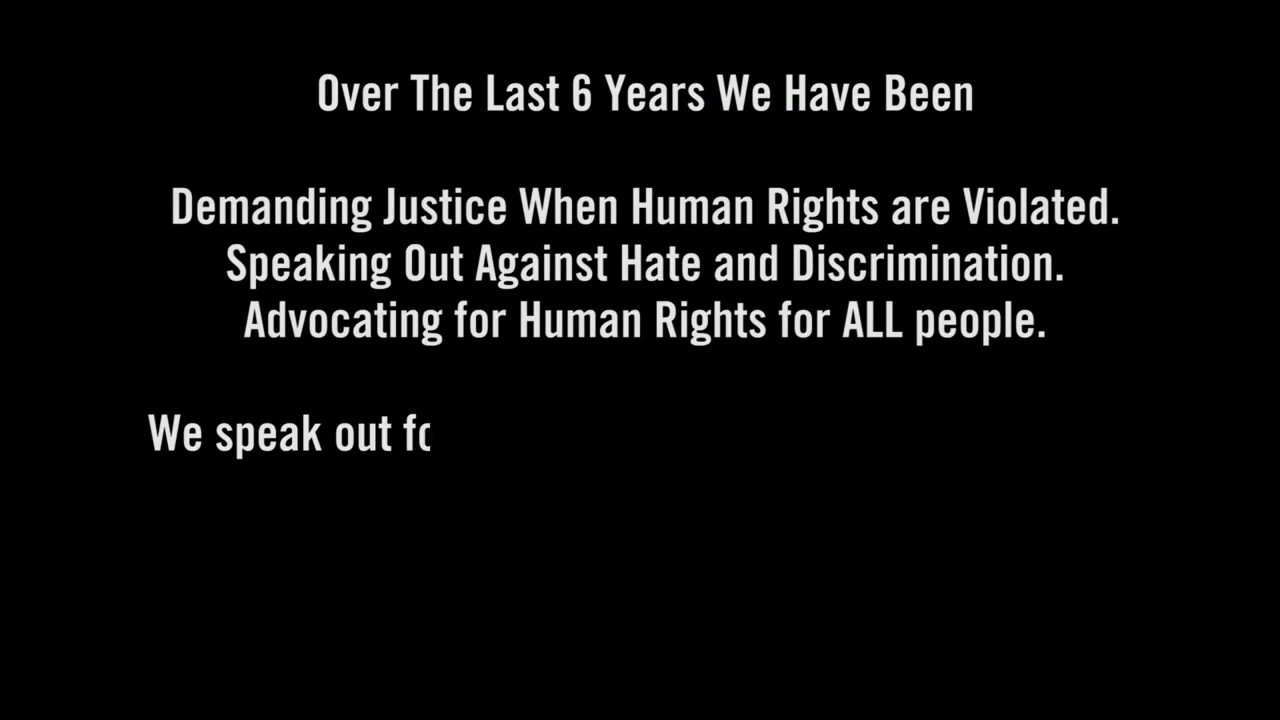 Over The Last 6 Years We Have Been
Demanding Justice When Human Rights are Violated.
Speaking Out Against Hate and Discrimination.
Advocating for Human Rights for ALL people.
We speak out